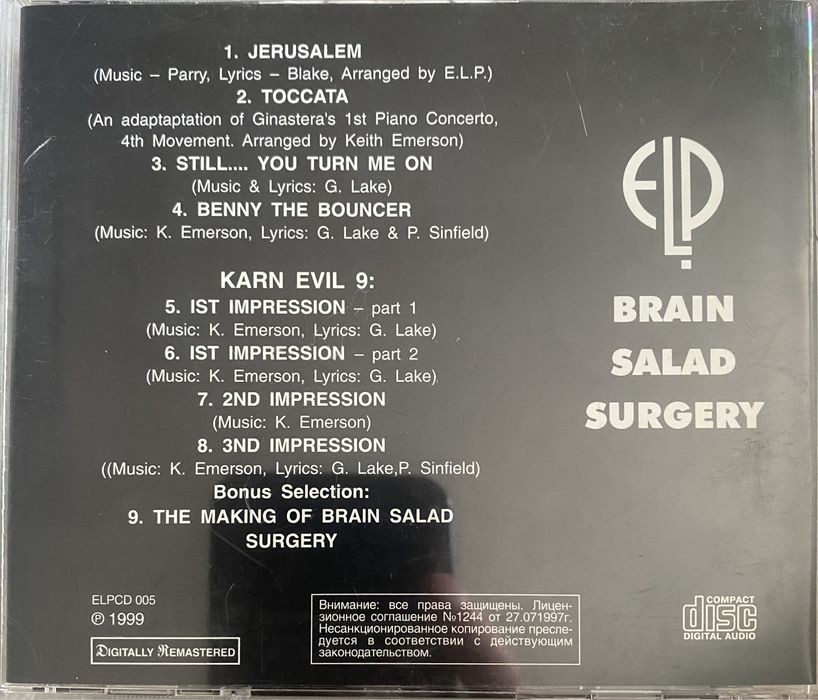 1. JERUSALEM
(Music – Parry, Lyrics – Blake, Arranged by E.L.P.)
2. TOCCATA
(An adaptaptation of Ginastera's 1st Piano Concerto,
4th Movement. Arranged by Keith Emerson)
3. STILL.... YOU TURN ME ON
(Music & Lyrics: G. Lake)
4. BENNY THE BOUNCER
(Music: K. Emerson, Lyrics: G. Lake & P. Sinfield)
KARN EVIL 9:
5. IST IMPRESSION – part 1
(Music: K. Emerson, Lyrics: G. Lake)
6. IST IMPRESSION – part 2
(Music: K. Emerson, Lyrics: G. Lake)
7. 2ND IMPRESSION
(Music: K. Emerson)
8. 3ND IMPRESSION
((Music: K. Emerson, Lyrics: G. Lake,P. Sinfield)
Bonus Selection:
9. THE MAKING OF BRAIN SALAD
SURGERY
ELP
BRAIN
SALAD
SURGERY
ELPCD 005
℗ 1999
DIGITALLY REMASTERED
Внимание: все права защищены. Лицен-
зионное соглашение №1244 от 27.071997г.
Несанкционированное копирование пресле-
дуется в соответствии с действующим
законодательством.
COMPACT
disc
DIGITAL AUDIO